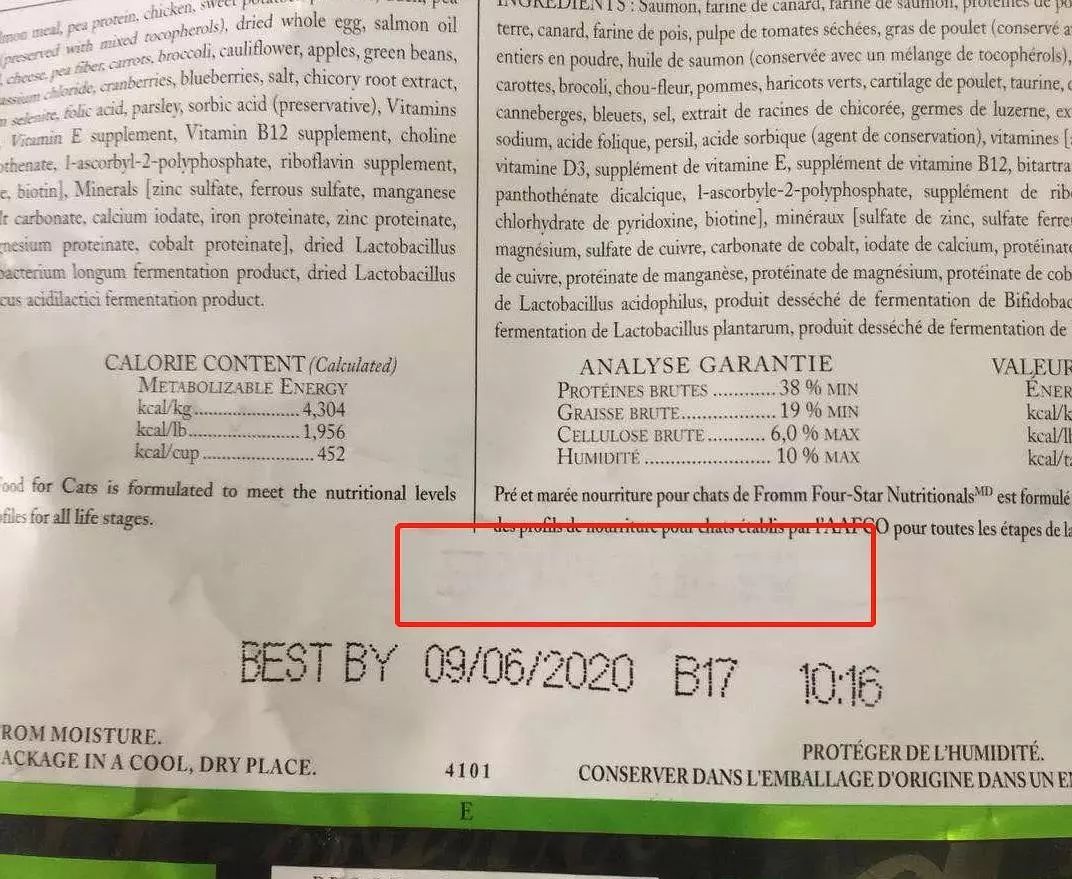 lmon meal, pea protein, chicken, sweet
(preserved with mixed tocopherols), dried whole egg, salmon oil
, cheese, pea fiber, carrots, broccoli, cauliflower, apples, green beans,
assium chloride, cranberries, blueberries, salt, chicory root extract,
m selenite, folic acid, parsley, sorbic acid (preservative), Vitamins
, Vitamin E supplement, Vitamin B12 supplement, choline
othenate, l-ascorbyl-2-polyphosphate, riboflavin supplement,
e, biotin], Minerals [zinc sulfate, ferrous sulfate, manganese
lt carbonate, calcium iodate, iron proteinate, zinc proteinate,
nesium proteinate, cobalt proteinate], dried Lactobacillus
bacterium longum fermentation product, dried Lactobacillus
cus acidilactici fermentation product.
CALORIE CONTENT (Calculated)
METABOLIZABLE ENERGY
kcal/kg.....................4,304
kcal/lb......................1,956
kcal/cup .....................452
ood for Cats is formulated to meet the nutritional levels
ofiles for all life stages.
INGRÉDIENTS : Saumon, farine de canard, farine de saumon, protéines de po
terre, canard, farine de pois, pulpe de tomates séchées, gras de poulet (conservé a
entiers en poudre, huile de saumon (conservée avec un mélange de tocophérols),
carottes, brocoli, chou-fleur, pommes, haricots verts, cartilage de poulet, taurine, c
canneberges, bleuets, sel, extrait de racines de chicorée, germes de luzerne, ex
sodium, acide folique, persil, acide sorbique (agent de conservation), vitamines [
vitamine D3, supplément de vitamine E, supplément de vitamine B12, bitartra
panthothénate dicalcique, l-ascorbyle-2-polyphosphate, supplément de rib
chlorhydrate de pyridoxine, biotine], minéraux [sulfate de zinc, sulfate ferre
magnésium, sulfate de cuivre, carbonate de cobalt, iodate de calcium, protéinate
de cuivre, protéinate de manganèse, protéinate de magnésium, protéinate de cob
de Lactobacillus acidophilus, produit desséché de fermentation de Bifidobac
fermentation de Lactobacillus plantarum, produit desséché de fermentation de
ANALYSE GARANTIE
PROTÉINES BRUTES ............38 % MIN
GRAISSE BRUTE..................19 % MIN
CELLULOSE BRUTE........... 6,0 % MAX
HUMIDITÉ ........................ 10 % MAX
VALEUR
ÉNER
kcal/k
kcal/lb
kcal/ta
Pré et marée nourriture pour chats de Fromm Four-Star Nutritionals MD est formulé
des profils de nourriture pour chats établis par l'AAFCO pour toutes les étapes de la
BEST BY 09/06/2020 B17 10:16
ROM MOISTURE.
ACKAGE IN A COOL, DRY PLACE.
4101
PROTÉGER DE L'HUMIDITÉ.
CONSERVER DANS L'EMBALLAGE D'ORIGINE DANS UN E
E